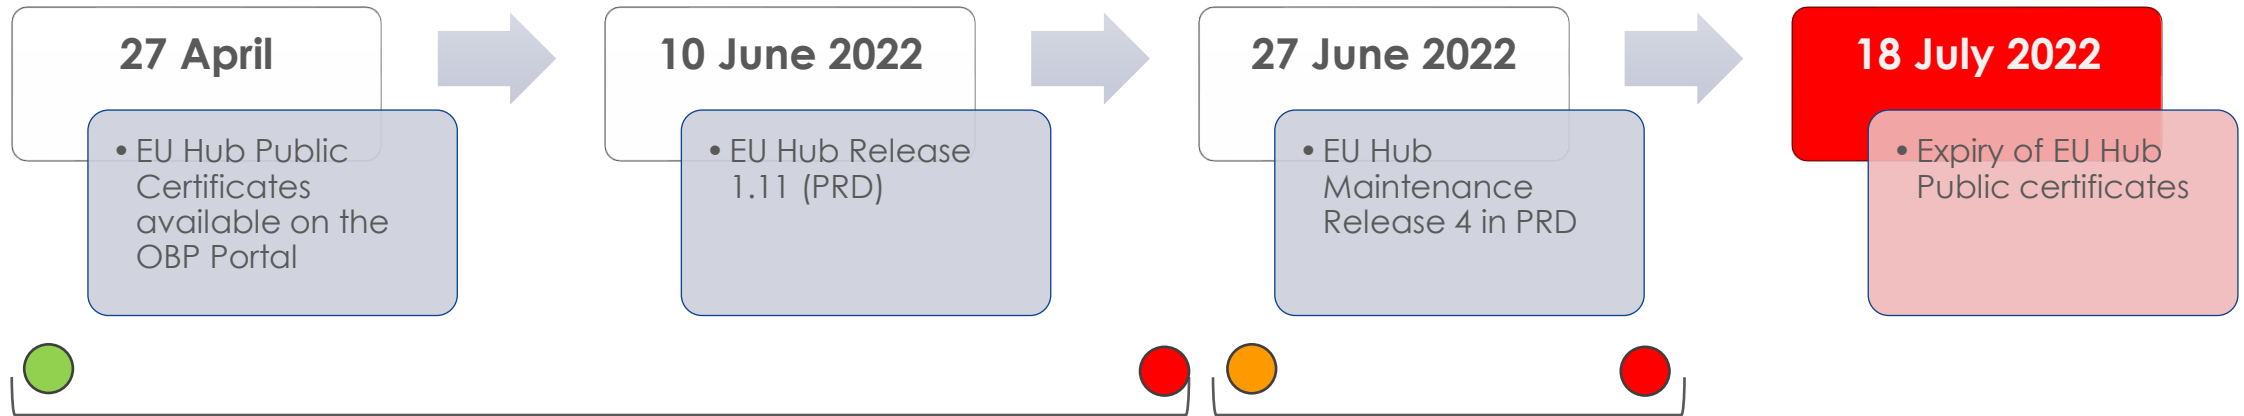 27 April
• EU Hub Public
Certificates
available on the
OBP Portal
10 June 2022
• EU Hub Release
1.11 (PRD)
27 June 2022
• EU Hub
Maintenance
Release 4 in PRD
18 July 2022
• Expiry of EU Hub
Public certificates